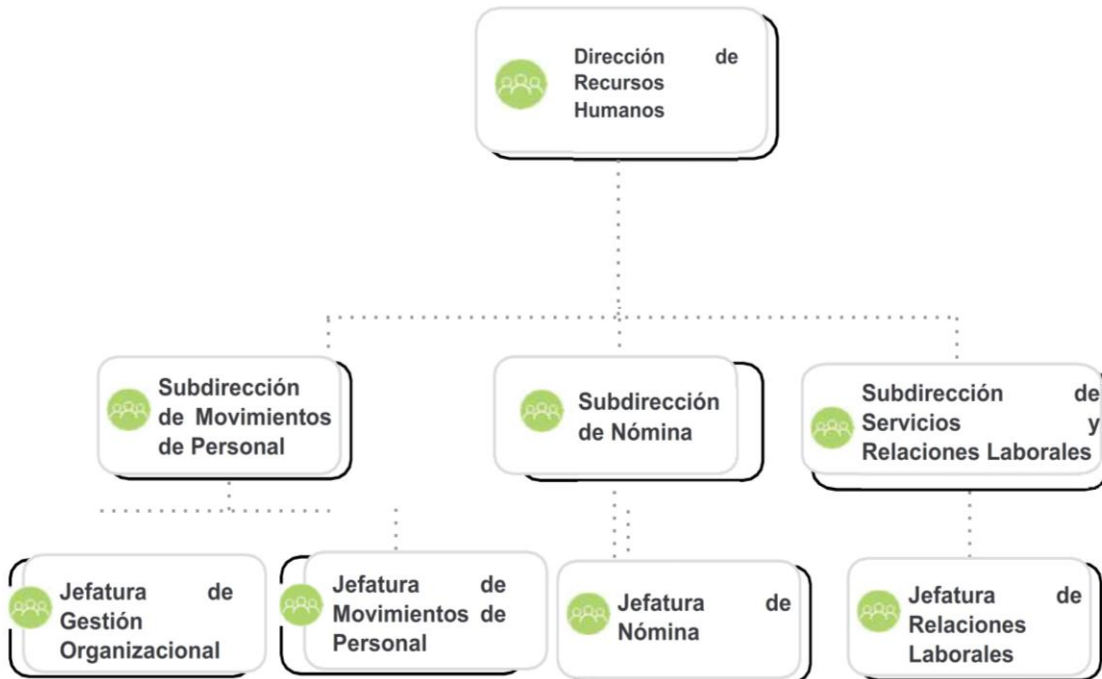 Dirección de
Recursos
Humanos
Subdirección
de Movimientos
de Personal
Subdirección
de Nómina
Subdirección de
Servicios y
Relaciones Laborales
Jefatura de
Gestión
Organizacional
Jefatura de
Movimientos de
Personal
Jefatura de
Nómina
Jefatura de
Relaciones
Laborales